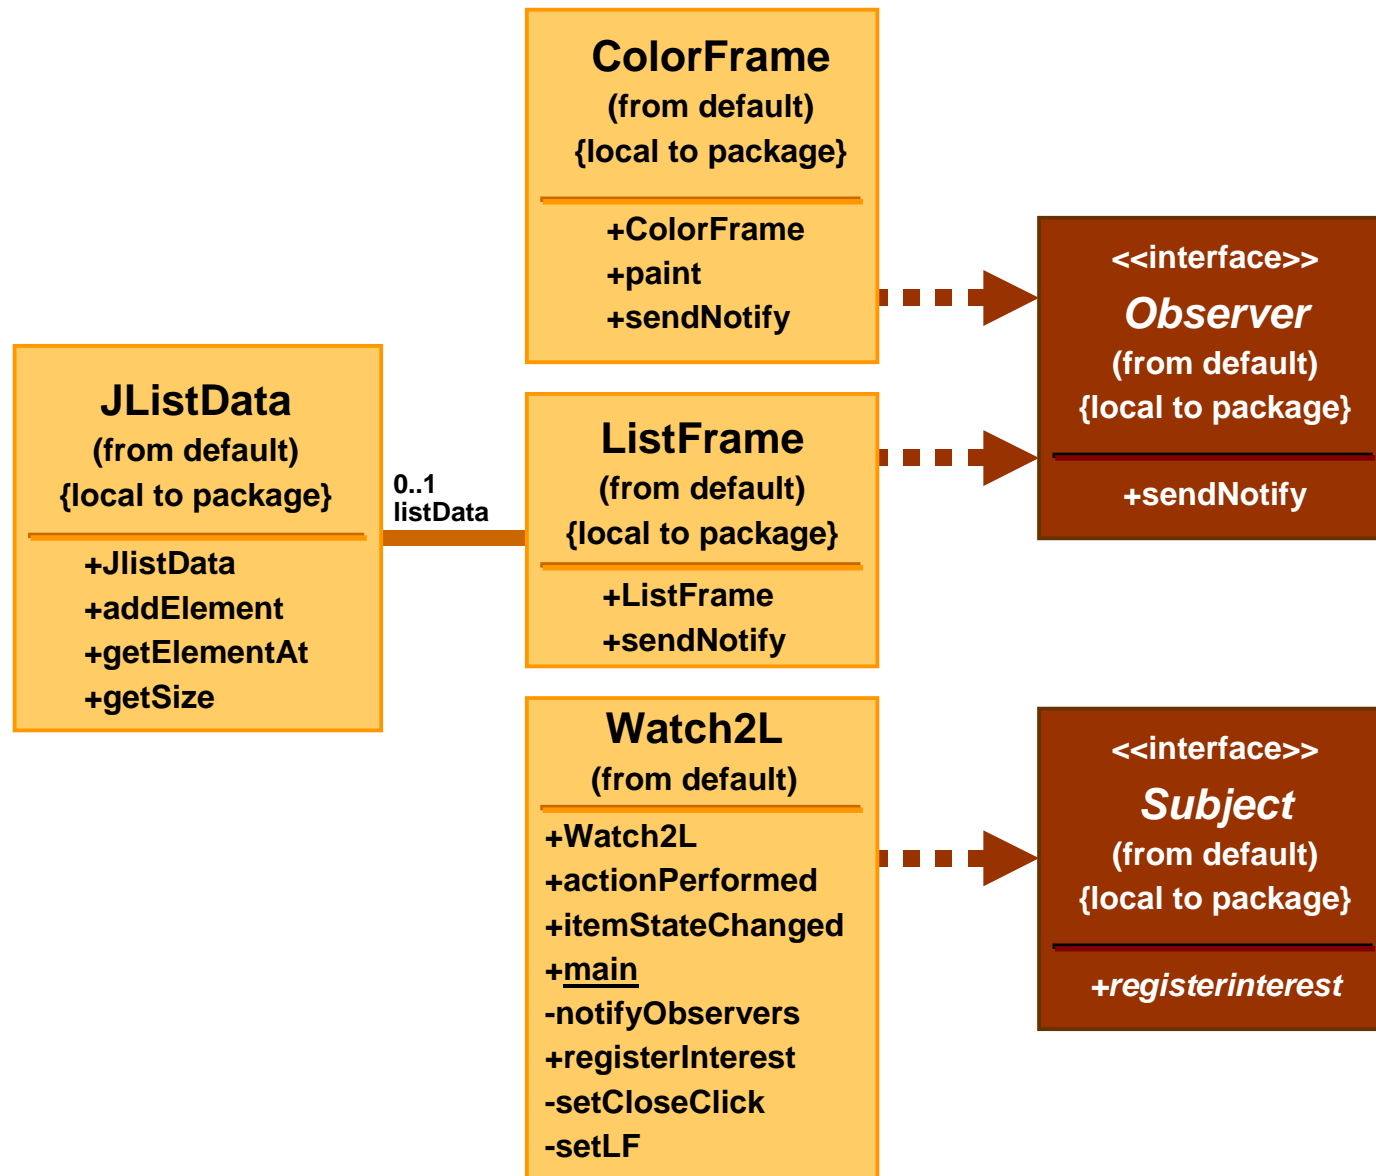 ColorFrame
(from default)
{local to package}
+ColorFrame
+paint
+sendNotify
<<interface>>
Observer
(from default)
{local to package}
+sendNotify
JListData
(from default)
{local to package}
+JlistData
+addElement
+getElementAt
+getSize
0..1
listData
ListFrame
(from default)
{local to package}
+ListFrame
+sendNotify
Watch2L
(from default)
+Watch2L
+actionPerformed
+itemStateChanged
+main
-notifyObservers
+registerInterest
-setCloseClick
-setLF
<<interface>>
Subject
(from default)
{local to package}
+registerinterest